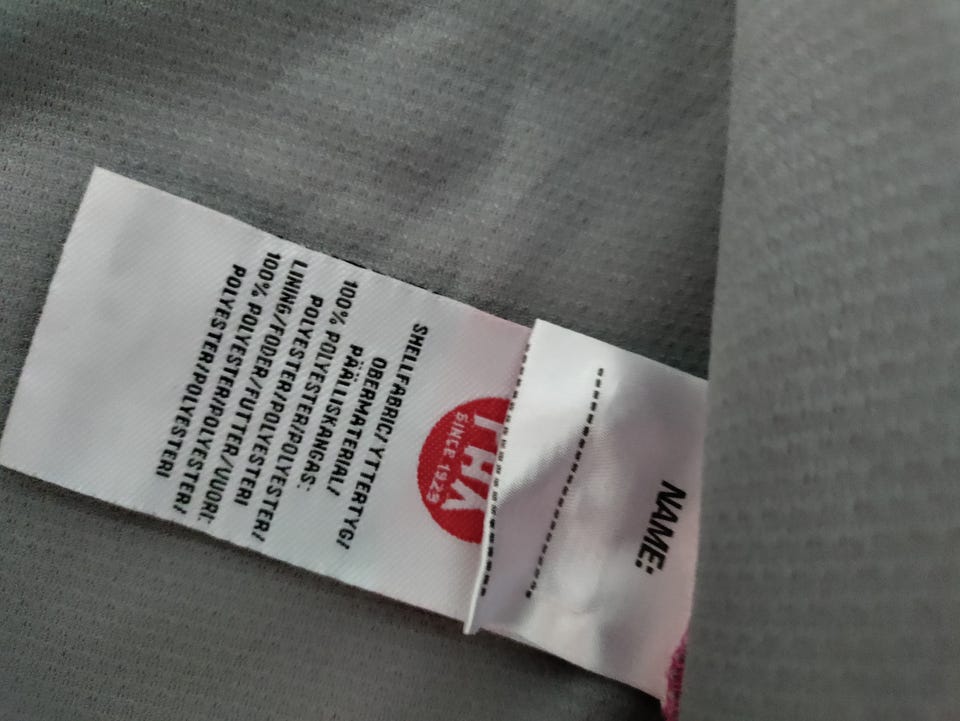 NAME:
SINCE 1929
SHELLFABRIC/YTTERTYG/
OBERMATERIAL/
PÄÄLLISKANGAS:
100% POLYESTER/POLYESTER/
POLYESTER/POLYESTERI
LINING/FODER/FUTTER/VUORI:
100% POLYESTER/POLYESTER/
POLYESTER/POLYESTERI